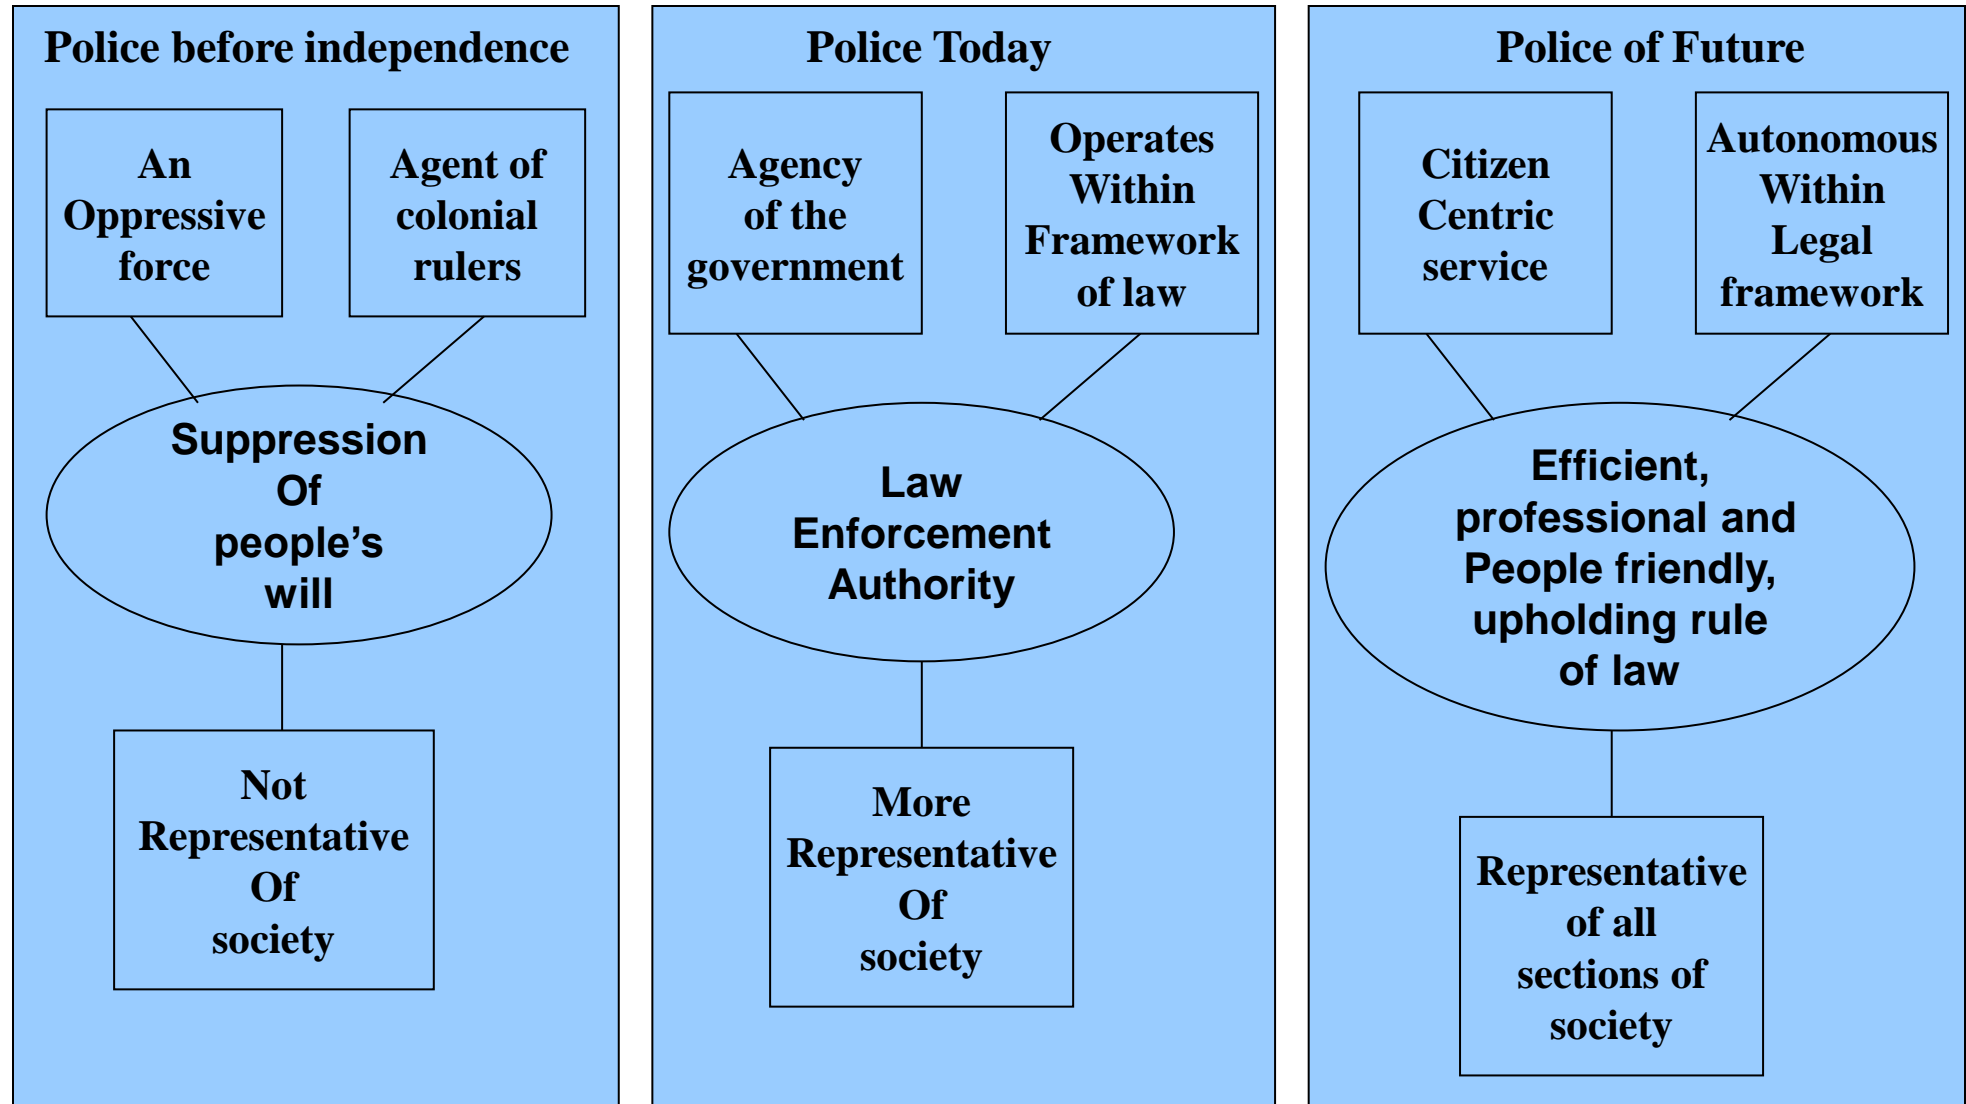 Police before independence
An
Oppressive
force
Agent of
colonial
rulers
Suppression
Of
people’s
will
Not
Representative
Of
society
Police Today
Agency
of the
government
Operates
Within
Framework
of law
Law
Enforcement
Authority
More
Representative
Of
society
Police of Future
Citizen
Centric
service
Autonomous
Within
Legal
framework
Efficient,
professional and
People friendly,
upholding rule
of law
Representative
of all
sections of
society